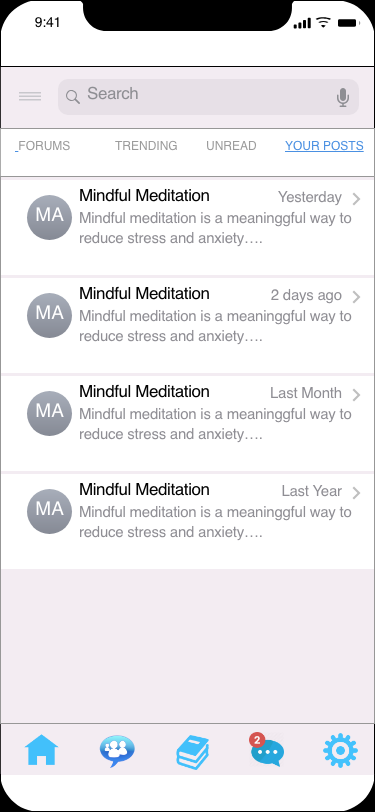 9:41
Search
FORUMS TRENDING UNREAD YOUR POSTS
MA Mindful Meditation Yesterday
Mindful meditation is a meaninggful way to
reduce stress and anxiety….
MA Mindful Meditation 2 days ago
Mindful meditation is a meaninggful way to
reduce stress and anxiety….
MA Mindful Meditation Last Month
Mindful meditation is a meaninggful way to
reduce stress and anxiety….
MA Mindful Meditation Last Year
Mindful meditation is a meaninggful way to
reduce stress and anxiety….
2